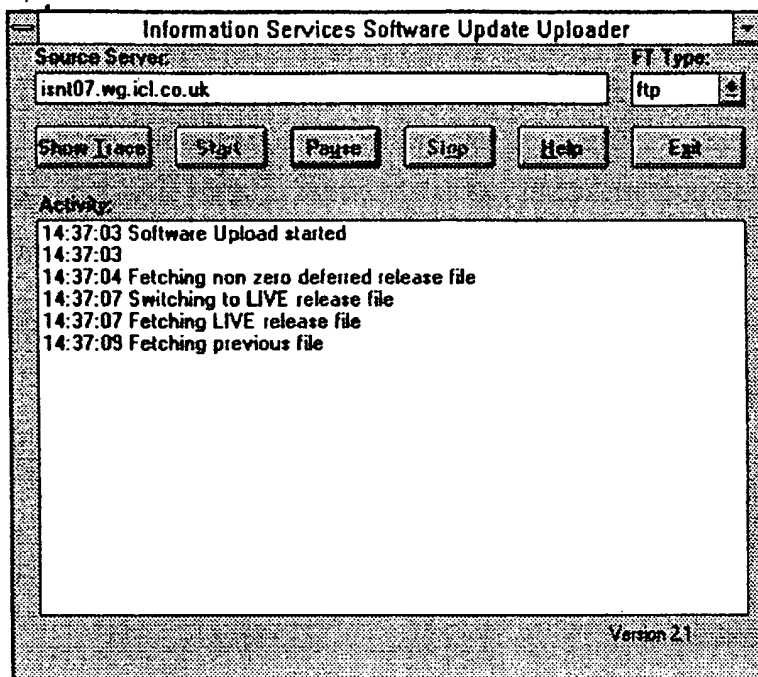 Information Services Software Update Uploader
Source Server: FT Type:
isnt07.wg.icl.co.uk ftp
Show Trace Start Pause Stop Help Exit
Activity:
14:37:03 Software Upload started
14:37:03
14:37:04 Fetching non zero deferred release file
14:37:07 Switching to LIVE release file
14:37:07 Fetching LIVE release file
14:37:09 Fetching previous file
Version 2.1